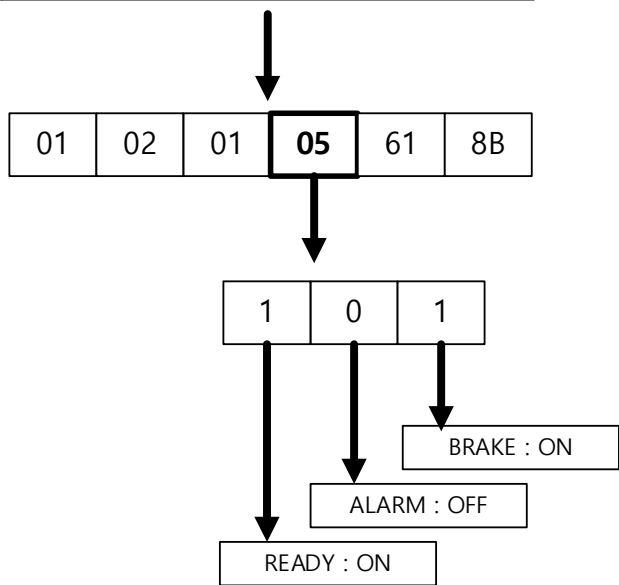 01 02 01 05 61 8B
1 0 1
BRAKE : ON
ALARM : OFF
READY : ON